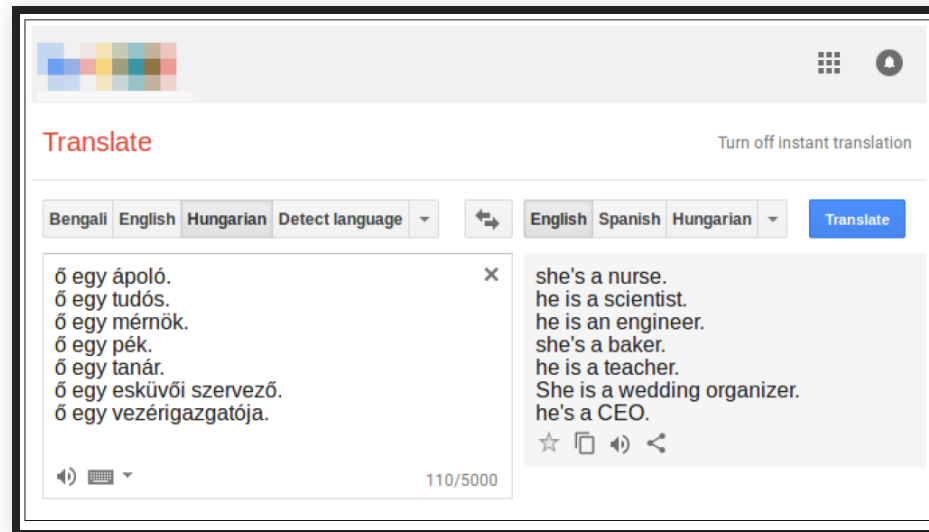 Translate
Turn off instant translation
Bengali English Hungarian Detect language
English Spanish Hungarian
Translate
ő egy ápoló.
ő egy tudós.
ő egy mérnök.
ő egy pék.
ő egy tanár.
ő egy esküvői szervező.
ő egy vezérigazgatója.
110/5000
she's a nurse.
he is a scientist.
he is an engineer.
she's a baker.
he is a teacher.
She is a wedding organizer.
he's a CEO.